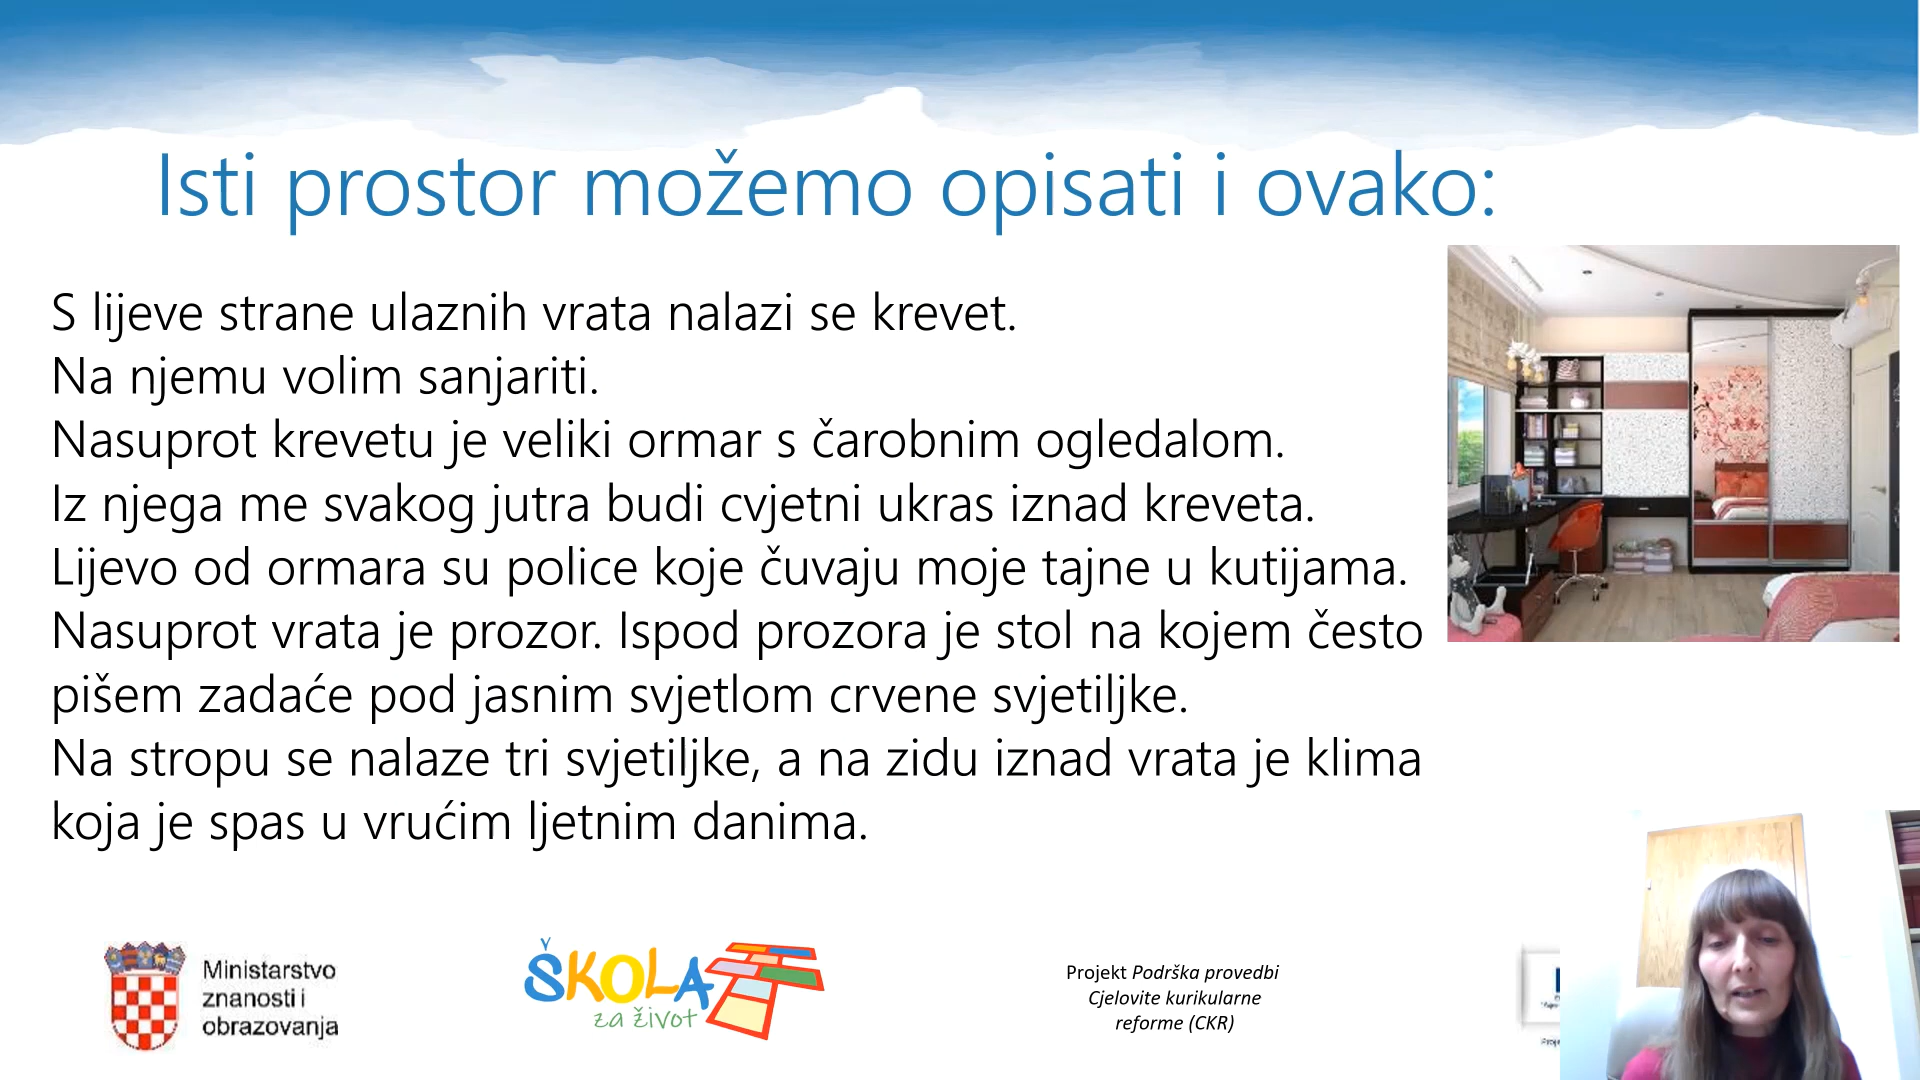 Isti prostor možemo opisati i ovako:
S lijeve strane ulaznih vrata nalazi se krevet.
Na njemu volim sanjariti.
Nasuprot krevetu je veliki ormar s čarobnim ogledalom.
Iz njega me svakog jutra budi cvjetni ukras iznad kreveta.
Lijevo od ormara su police koje čuvaju moje tajne u kutijama.
Nasuprot vrata je prozor. Ispod prozora je stol na kojem često
pišem zadaće pod jasnim svjetlom crvene svjetiljke.
Na stropu se nalaze tri svjetiljke, a na zidu iznad vrata je klima
koja je spas u vrućim ljetnim danima.
Ministarstvo
znanosti i
obrazovanja
ŠKOLA
za život
Projekt Podrška provedbi
Cjelovite kurikularne
reforme (CKR)